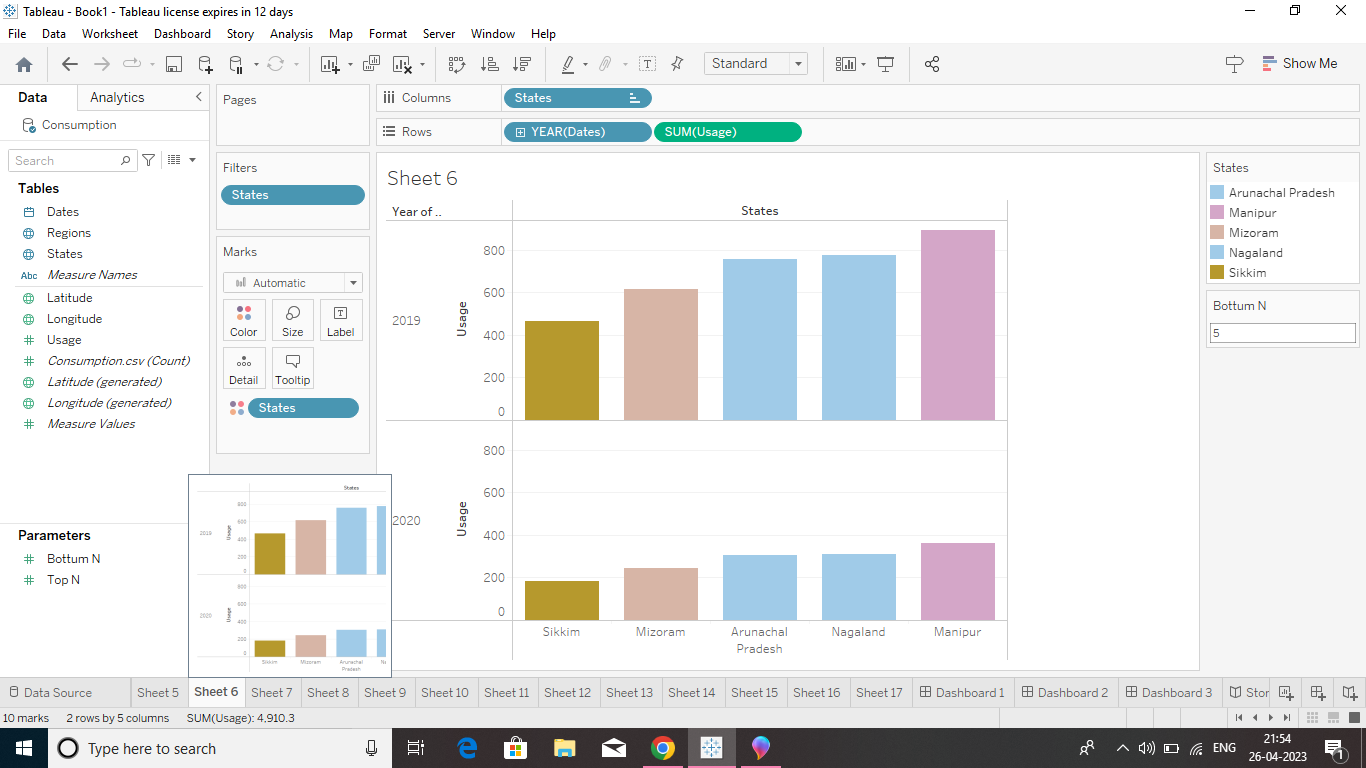 Tableau - Book1 - Tableau license expires in 12 days
File Data Worksheet Dashboard Story Analysis Map Format Server Window Help
Standard
Show Me
Data Analytics
Consumption
Search
Tables
Dates
Regions
States
Abc Measure Names
Latitude
Longitude
Usage
Consumption.csv (Count)
Latitude (generated)
Longitude (generated)
Measure Values
Parameters
Bottum N
Top N
Pages
Filters
States
Marks
Automatic
Color Size Label
Detail Tooltip
States
Columns States
Rows YEAR(Dates) SUM(Usage)
Sheet 6
Year of .. States
2019
Usage
800
600
400
200
0
2020
Usage
800
600
400
200
0
Sikkim Mizoram Arunachal Pradesh Nagaland Manipur
States
Arunachal Pradesh
Manipur
Mizoram
Nagaland
Sikkim
Bottum N
5
States
2019
Usage
800
600
400
200
0
2020
Usage
800
600
400
200
0
Sikkim Mizoram Arunachal Pradesh
Data Source Sheet 5 Sheet 6 Sheet 7 Sheet 8 Sheet 9 Sheet 10 Sheet 11 Sheet 12 Sheet 13 Sheet 14 Sheet 15 Sheet 16 Sheet 17 Dashboard 1 Dashboard 2 Dashboard 3 Stor
10 marks 2 rows by 5 columns SUM(Usage): 4,910.3
Type here to search
ENG
21:54
26-04-2023
1